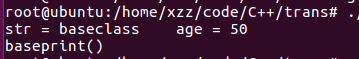 root@ubuntu:/home/xzz/code/C++/trans# ./
str = baseclass    age = 50
baseprint()